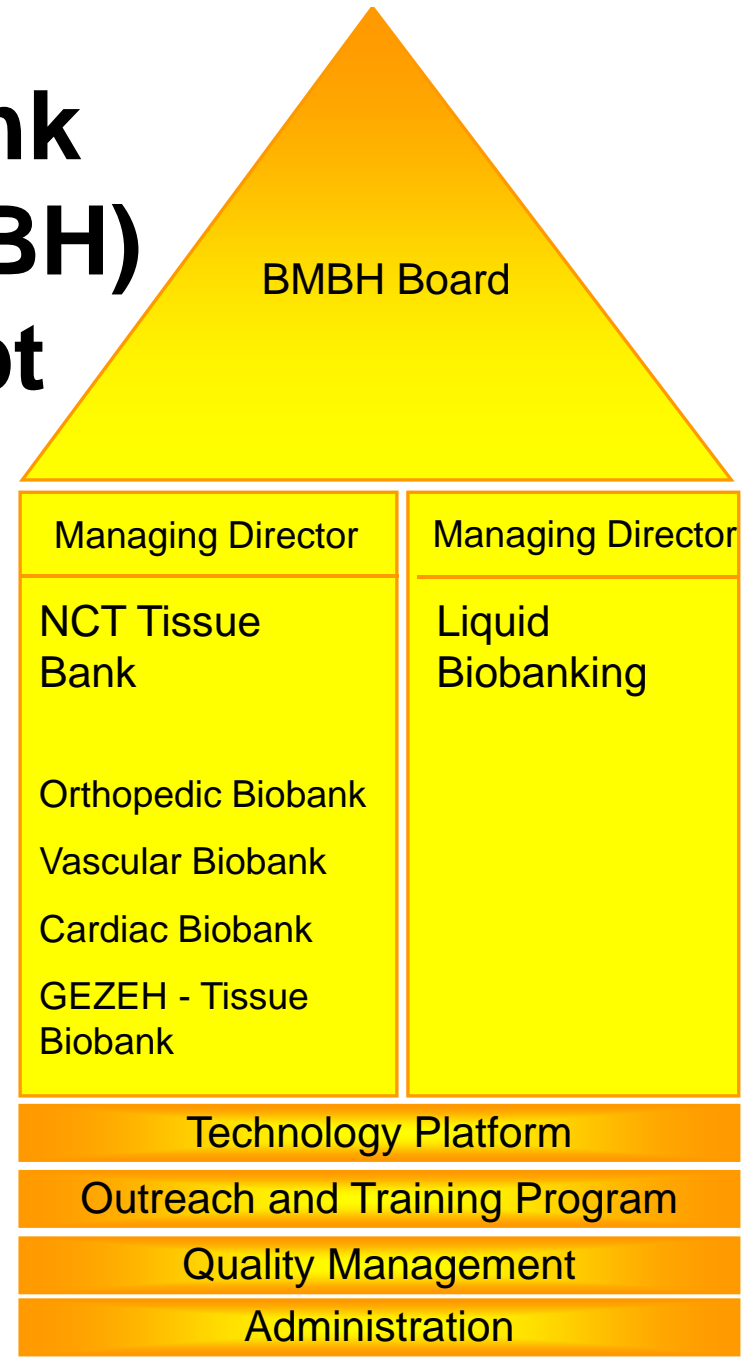 nk
BH)
pt
BMBH Board
Managing Director
NCT Tissue
Bank
Orthopedic Biobank
Vascular Biobank
Cardiac Biobank
GEZEH - Tissue
Biobank
Managing Director
Liquid
Biobanking
Technology Platform
Outreach and Training Program
Quality Management
Administration